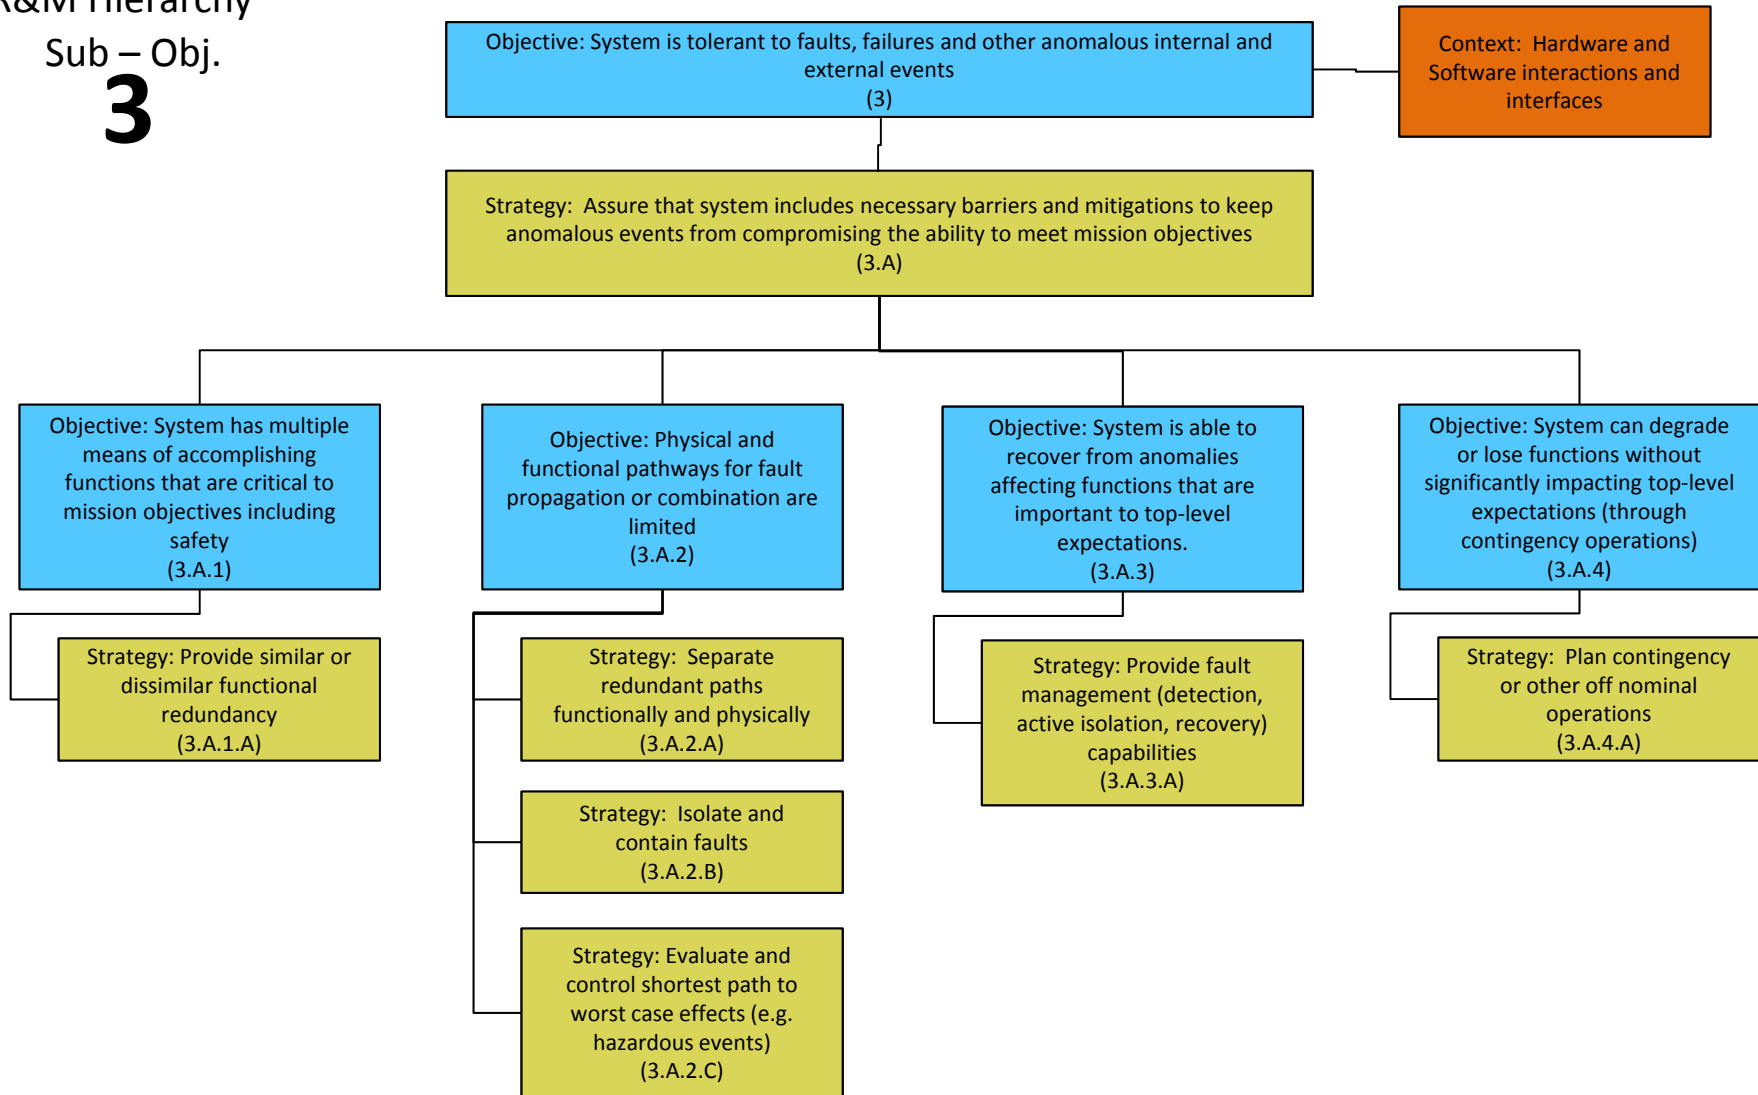 R&M Hierarchy
Sub – Obj.
3
Objective: System is tolerant to faults, failures and other anomalous internal and
external events
(3)
Context:  Hardware and
Software interactions and
interfaces
Strategy:  Assure that system includes necessary barriers and mitigations to keep
anomalous events from compromising the ability to meet mission objectives
(3.A)
Objective: System has multiple
means of accomplishing
functions that are critical to
mission objectives including
safety
(3.A.1)
Strategy: Provide similar or
dissimilar functional
redundancy
(3.A.1.A)
Objective: Physical and
functional pathways for fault
propagation or combination are
limited
(3.A.2)
Strategy:  Separate
redundant paths
functionally and physically
(3.A.2.A)
Strategy:  Isolate and
contain faults
(3.A.2.B)
Strategy: Evaluate and
control shortest path to
worst case effects (e.g.
hazardous events)
(3.A.2.C)
Objective: System is able to
recover from anomalies
affecting functions that are
important to top-level
expectations.
(3.A.3)
Strategy: Provide fault
management (detection,
active isolation, recovery)
capabilities
(3.A.3.A)
Objective: System can degrade
or lose functions without
significantly impacting top-level
expectations (through
contingency operations)
(3.A.4)
Strategy:  Plan contingency
or other off nominal
operations
(3.A.4.A)